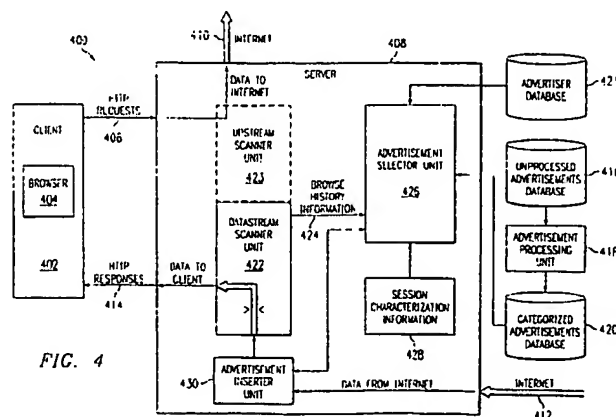 400
410
INTERNET
408
SERVER
DATA TO
INTERNET
HTTP
REQUESTS
406
CLIENT
BROWSER
404
402
UPSTREAM
SCANNER
UNIT
423
DATASTREAM
SCANNER
UNIT
422
BROWSE
HISTORY
INFORMATION
424
ADVERTISEMENT
SELECTOR UNIT
426
ADVERTISER
DATABASE
UNPROCESSED
ADVERTISEMENTS
DATABASE
ADVERTISEMENT
PROCESSING
UNIT
CATEGORIZED
ADVERTISEMENTS
DATABASE
420
HTTP
RESPONSES
414
DATA TO
CLIENT
SESSION
CHARACTERIZATION
INFORMATION
428
FIG. 4
430
ADVERTISEMENT
INSERTER
UNIT
DATA FROM INTERNET
INTERNET
412